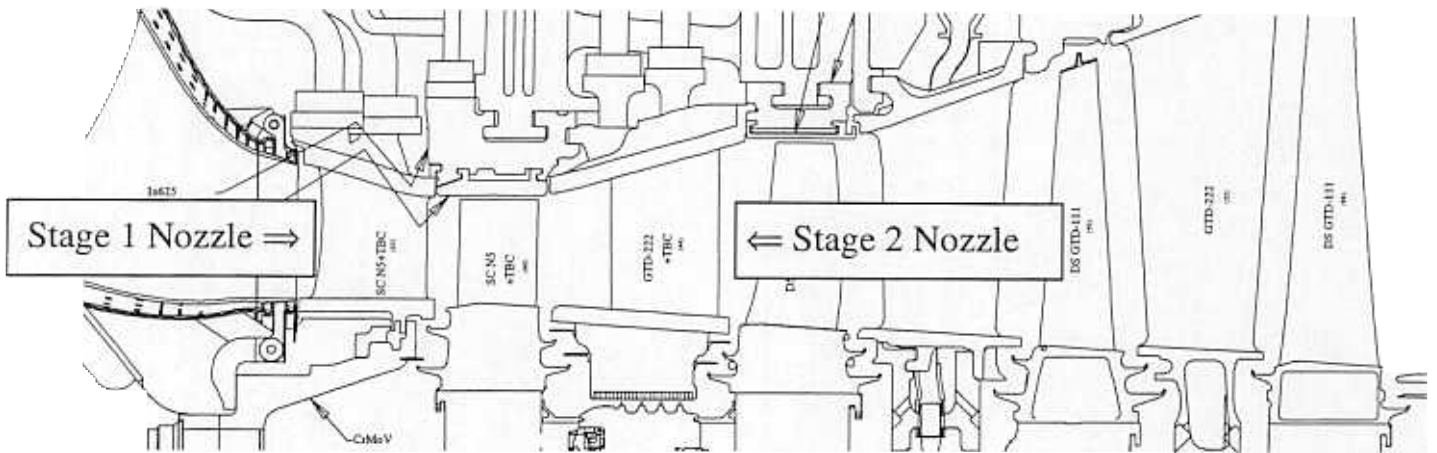 In625
Stage 1 Nozzle ⇒
SC N5+TBC
SC N5
+TBC
GTD-222
+TBC
⇐ Stage 2 Nozzle
DS
DS GTD-111
GTD-222
DS GTD-111
CrMoV